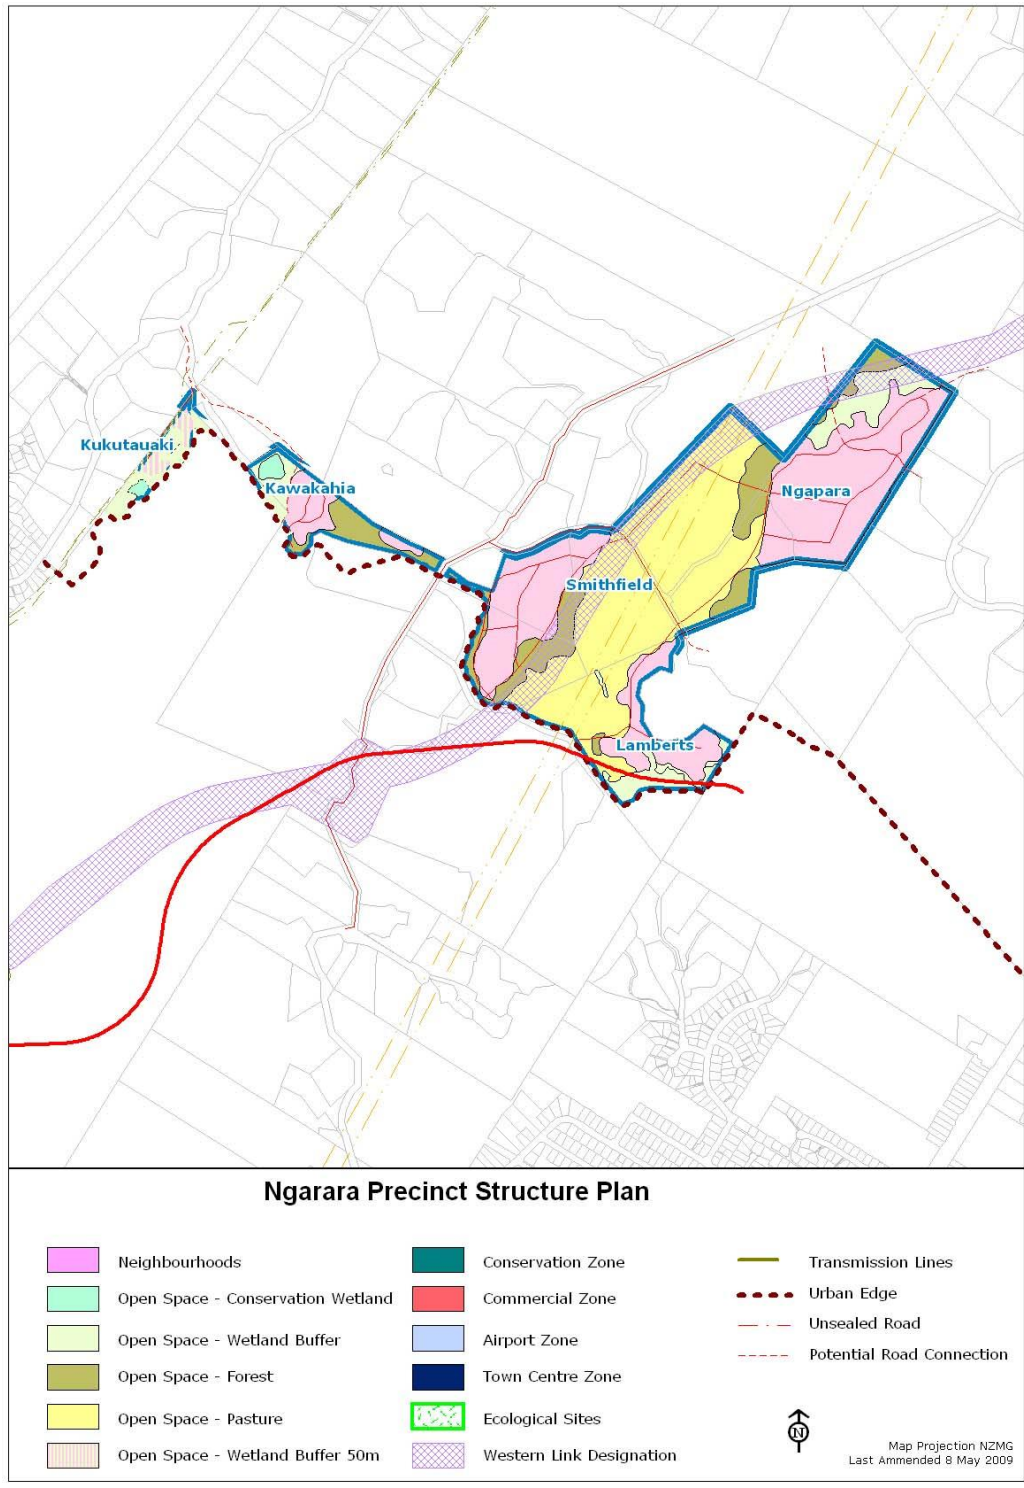 Kukutauaki
Kawakahia
Ngapara
Smithfield
Lamberts
Ngarara Precinct Structure Plan
Neighbourhoods
Open Space - Conservation Wetland
Open Space - Wetland Buffer
Open Space - Forest
Open Space - Pasture
Open Space - Wetland Buffer 50m
Conservation Zone
Commercial Zone
Airport Zone
Town Centre Zone
Ecological Sites
Western Link Designation
Transmission Lines
Urban Edge
Unsealed Road
Potential Road Connection
N
Map Projection NZMG
Last Ammended 8 May 2009